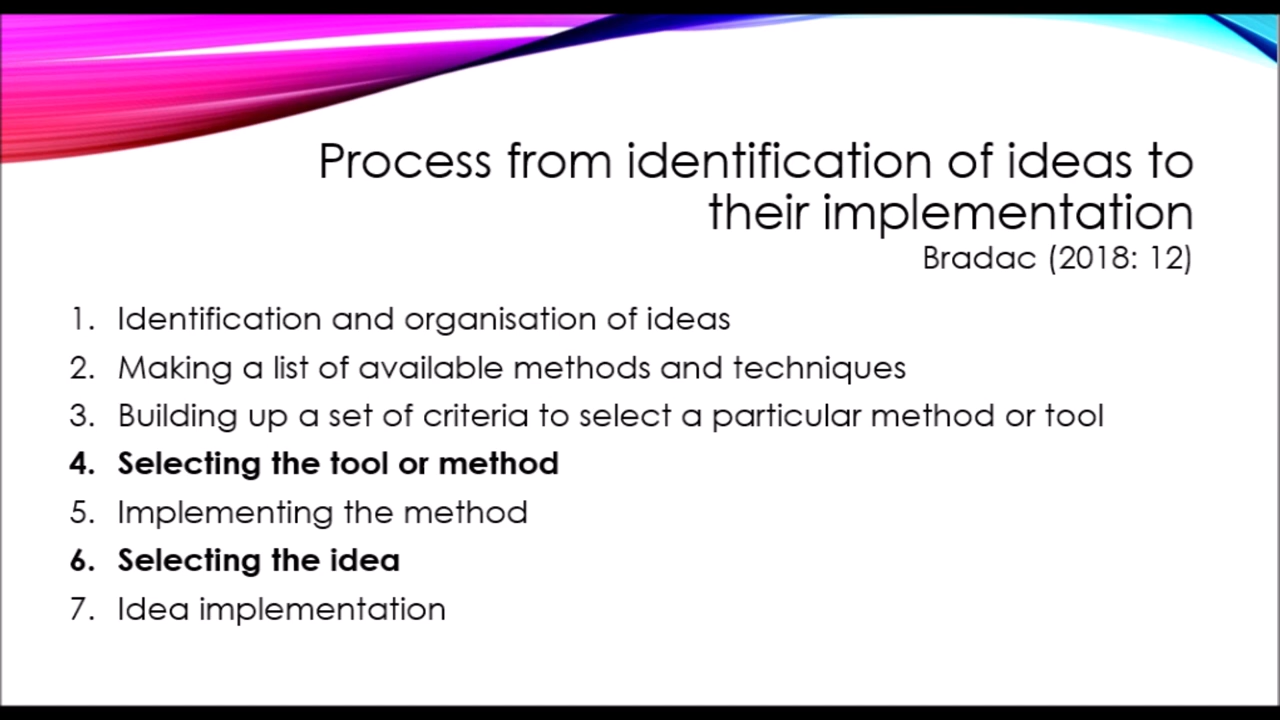 Process from identification of ideas to
their implementation
Bradac (2018: 12)
1. Identification and organisation of ideas
2. Making a list of available methods and techniques
3. Building up a set of criteria to select a particular method or tool
4. Selecting the tool or method
5. Implementing the method
6. Selecting the idea
7. Idea implementation